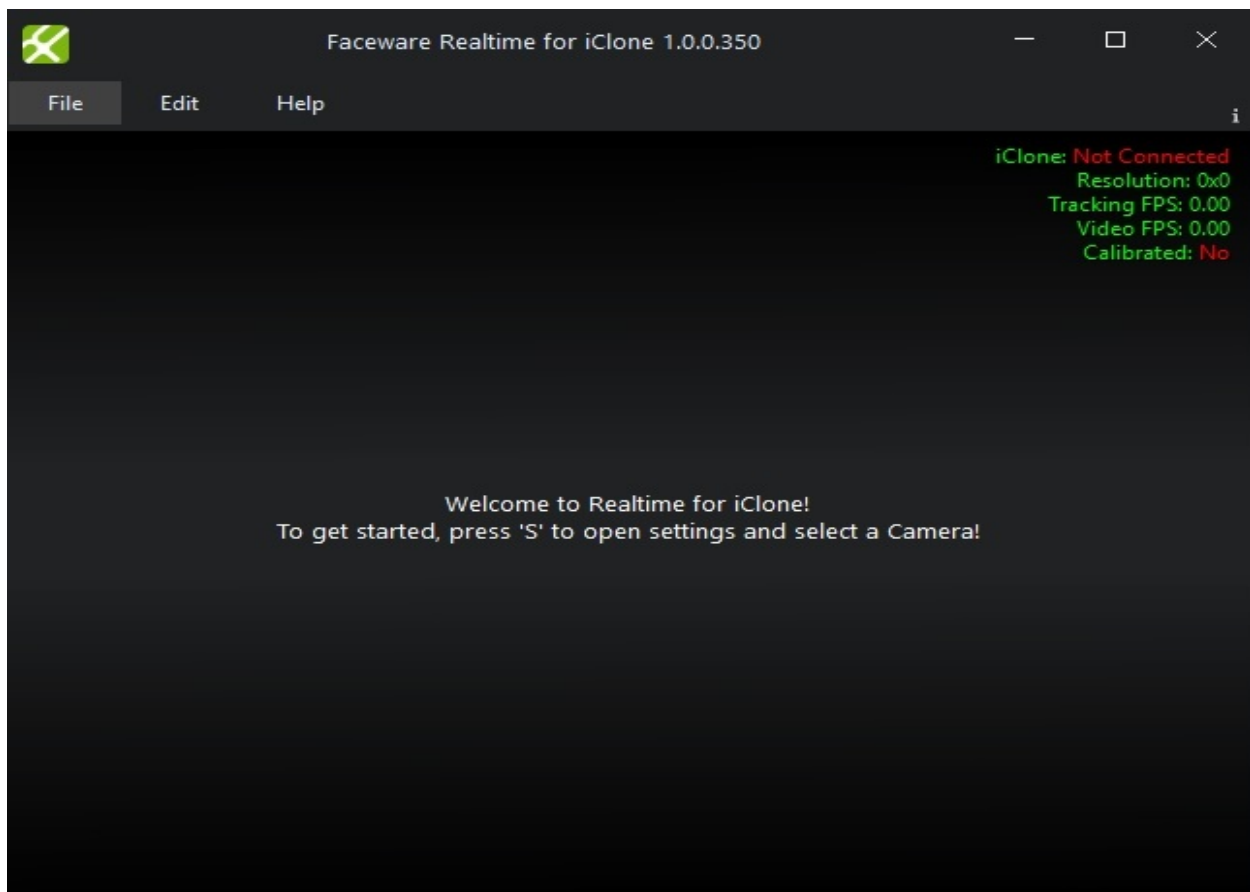 Faceware Realtime for iClone 1.0.0.350
File Edit Help
i
iClone: Not Connected
Resolution: 0x0
Tracking FPS: 0.00
Video FPS: 0.00
Calibrated: No
Welcome to Realtime for iClone!
To get started, press 'S' to open settings and select a Camera!